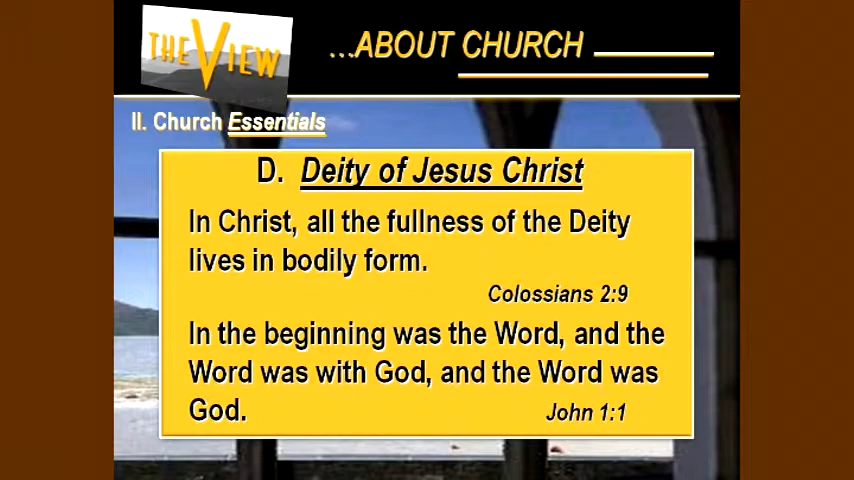 THE VIEW
...ABOUT CHURCH
II. Church Essentials
D. Deity of Jesus Christ
In Christ, all the fullness of the Deity
lives in bodily form.
Colossians 2:9
In the beginning was the Word, and the
Word was with God, and the Word was
God. John 1:1